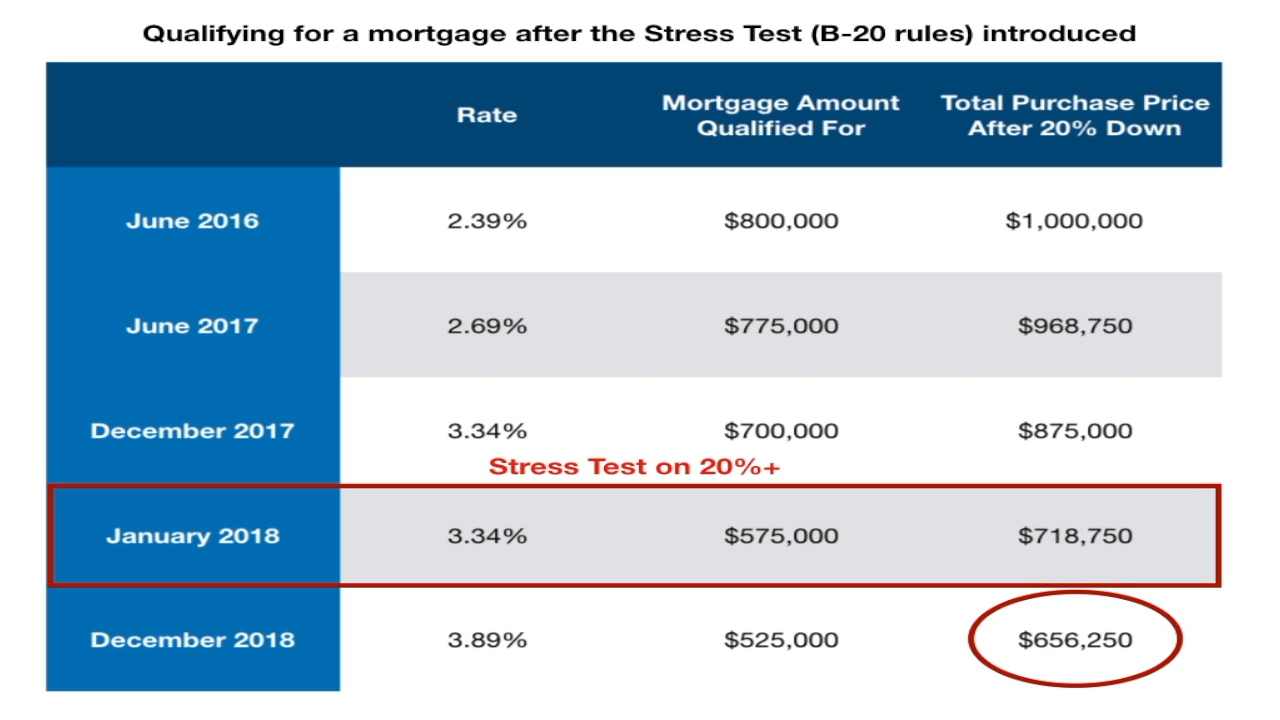 Qualifying for a mortgage after the Stress Test (B-20 rules) introduced
Rate
Mortgage Amount
Qualified For
Total Purchase Price
After 20% Down
June 2016 2.39% $800,000 $1,000,000
June 2017 2.69% $775,000 $968,750
December 2017 3.34% $700,000 $875,000
Stress Test on 20%+
January 2018 3.34% $575,000 $718,750
December 2018 3.89% $525,000 $656,250